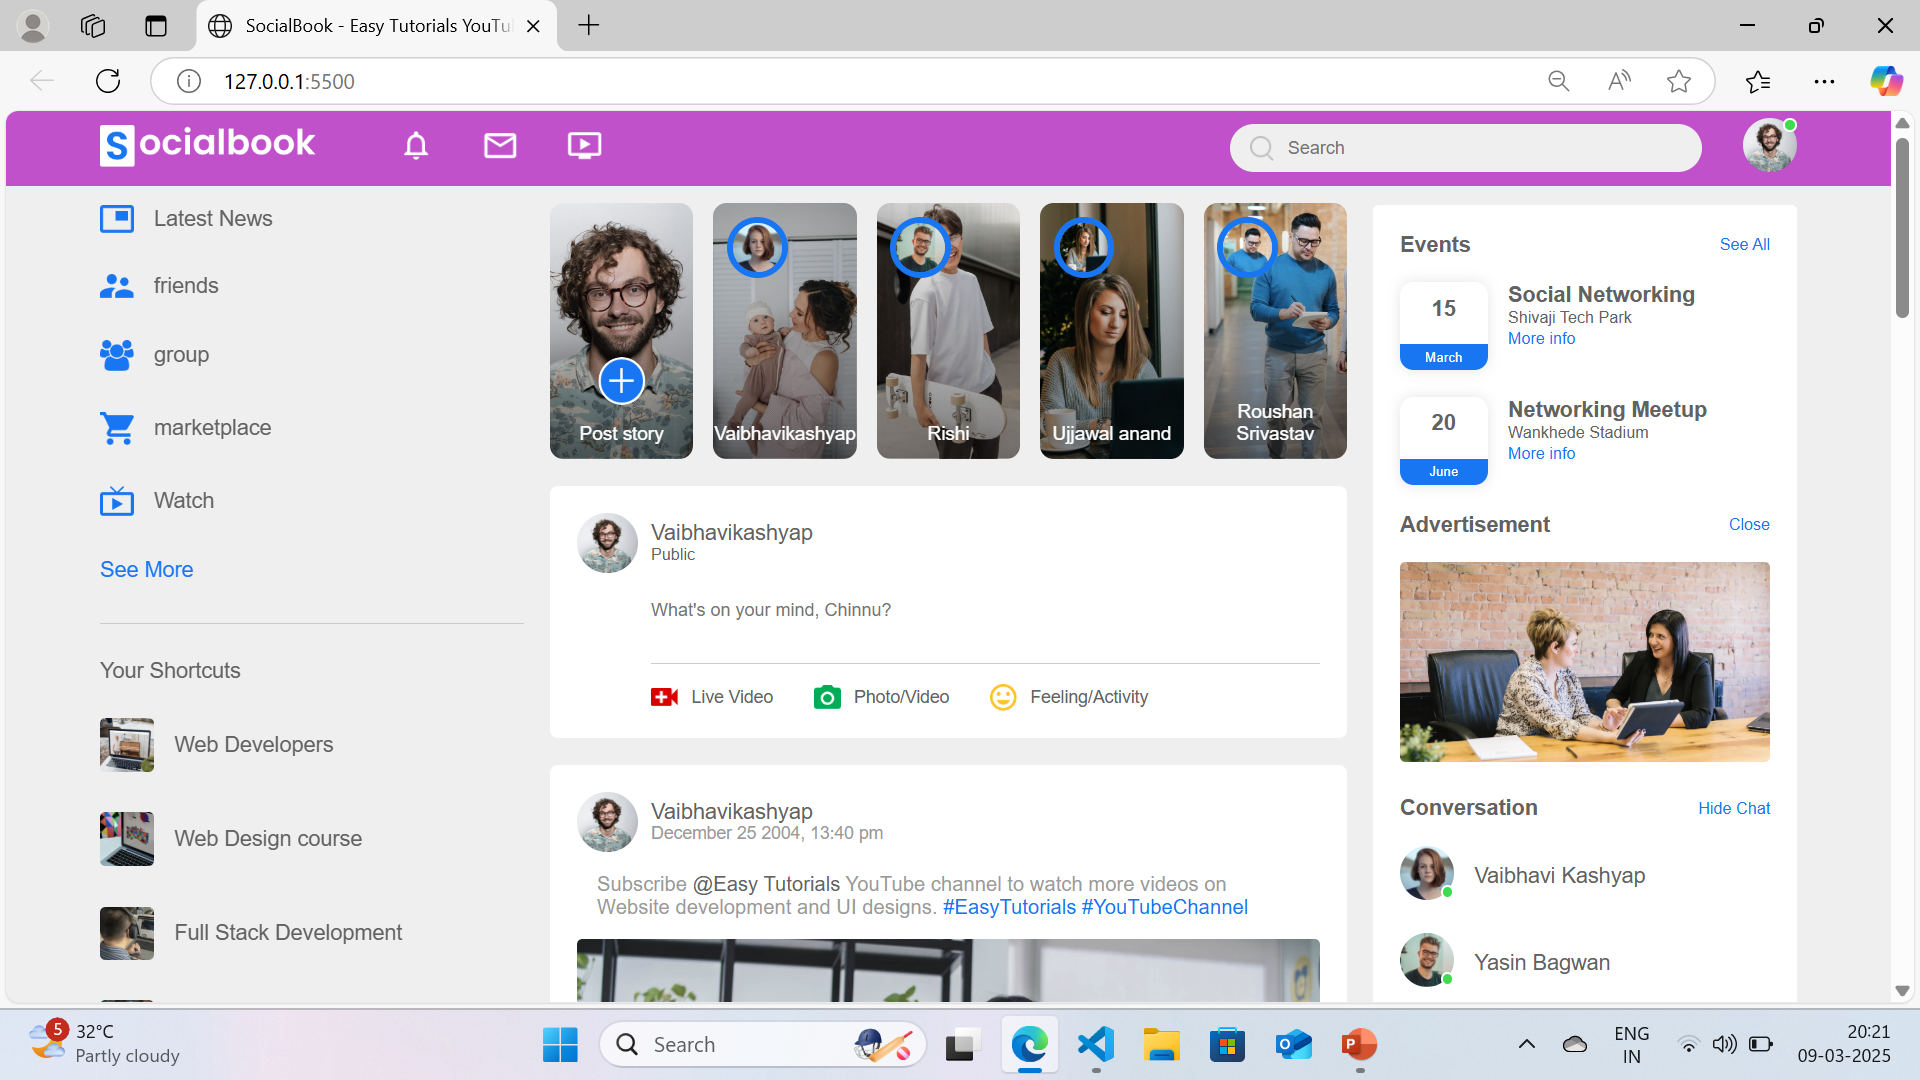 SocialBook - Easy Tutorials YouTu
127.0.0.1:5500
Socialbook
Search
Latest News
friends
group
marketplace
Watch
See More
Your Shortcuts
Web Developers
Web Design course
Full Stack Development
Post story
Vaibhavikashyap
Rishi
Ujjawal anand
Roushan
Srivastav
Vaibhavikashyap
Public
What's on your mind, Chinnu?
Live Video
Photo/Video
Feeling/Activity
Vaibhavikashyap
December 25 2004, 13:40 pm
Subscribe @Easy Tutorials YouTube channel to watch more videos on
Website development and UI designs. #EasyTutorials #YouTubeChannel
Events
See All
15
March
Social Networking
Shivaji Tech Park
More info
20
June
Networking Meetup
Wankhede Stadium
More info
Advertisement
Close
Conversation
Hide Chat
Vaibhavi Kashyap
Yasin Bagwan
5
32°C
Partly cloudy
Search
ENG
IN
20:21
09-03-2025